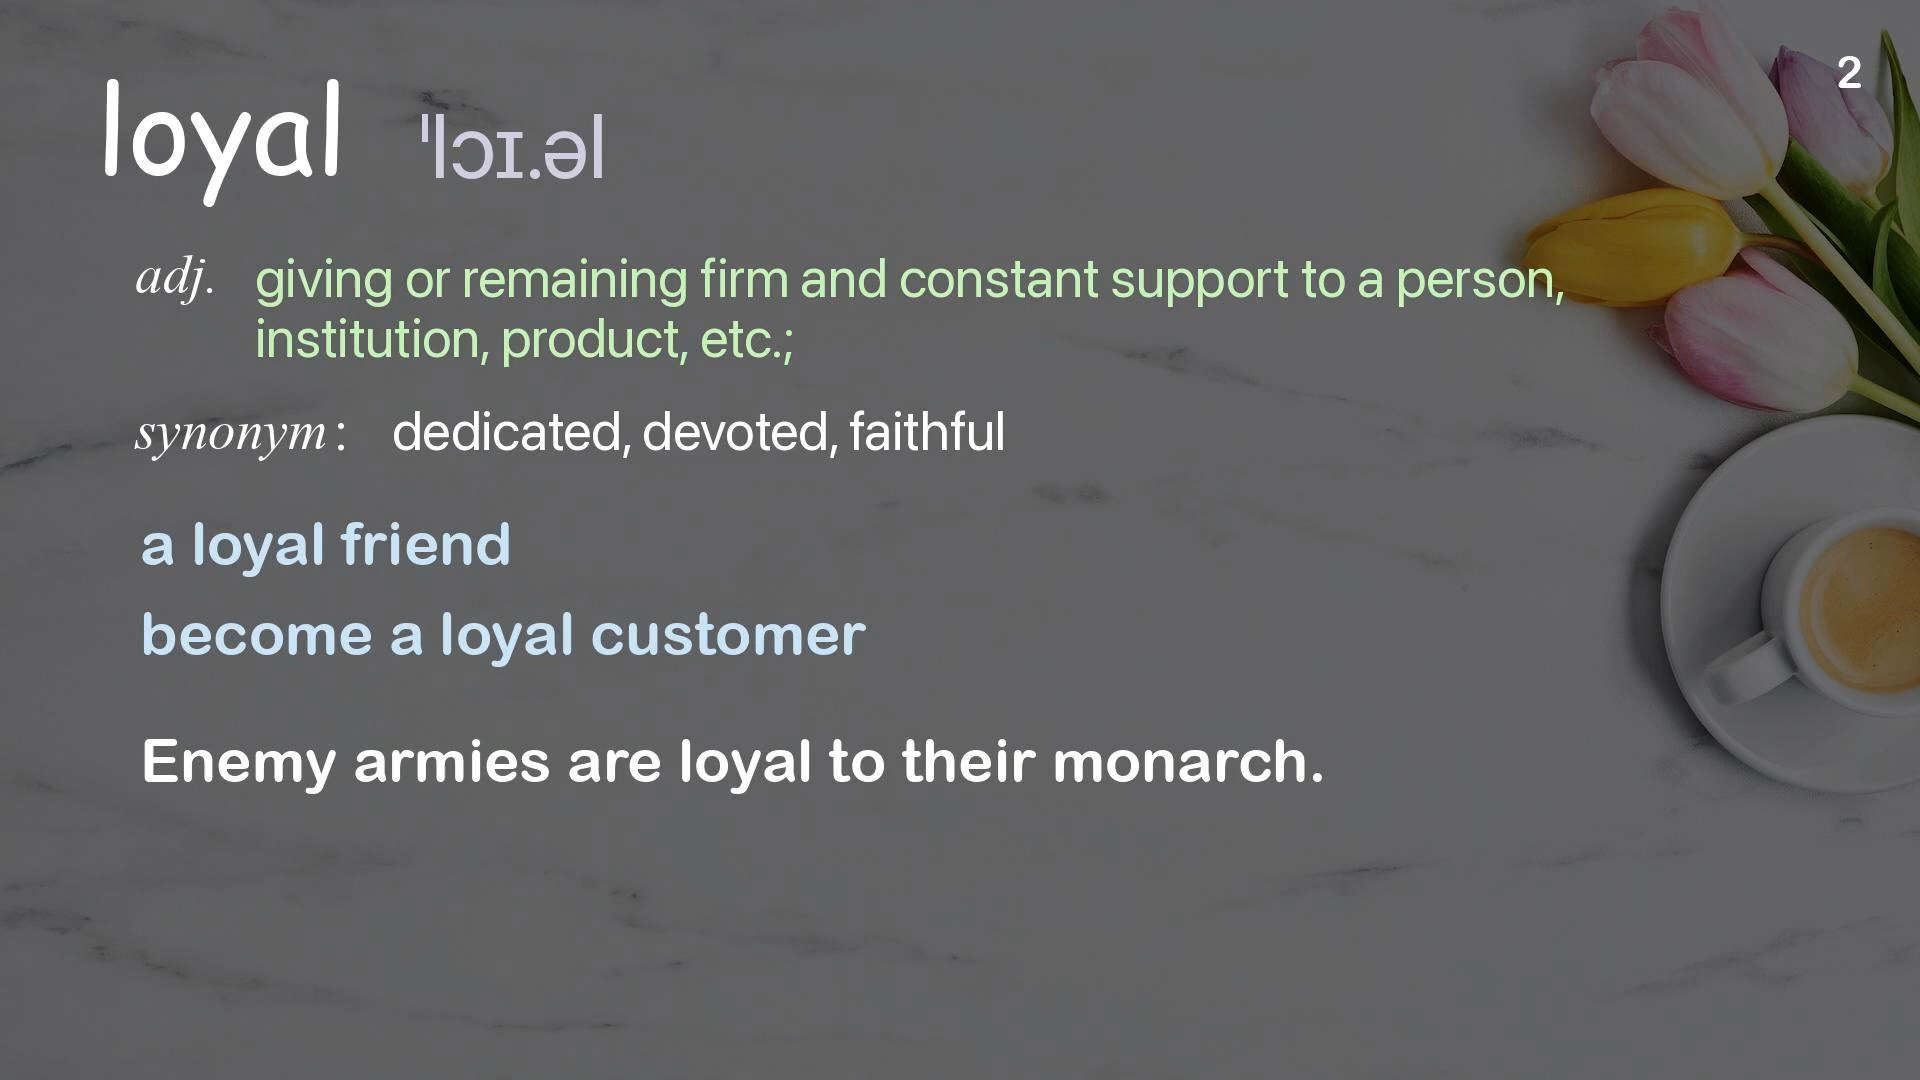 2
loyal ˈlɔɪ.əl
adj. giving or remaining firm and constant support to a person,
institution, product, etc.;
synonym: dedicated, devoted, faithful
a loyal friend
become a loyal customer
Enemy armies are loyal to their monarch.